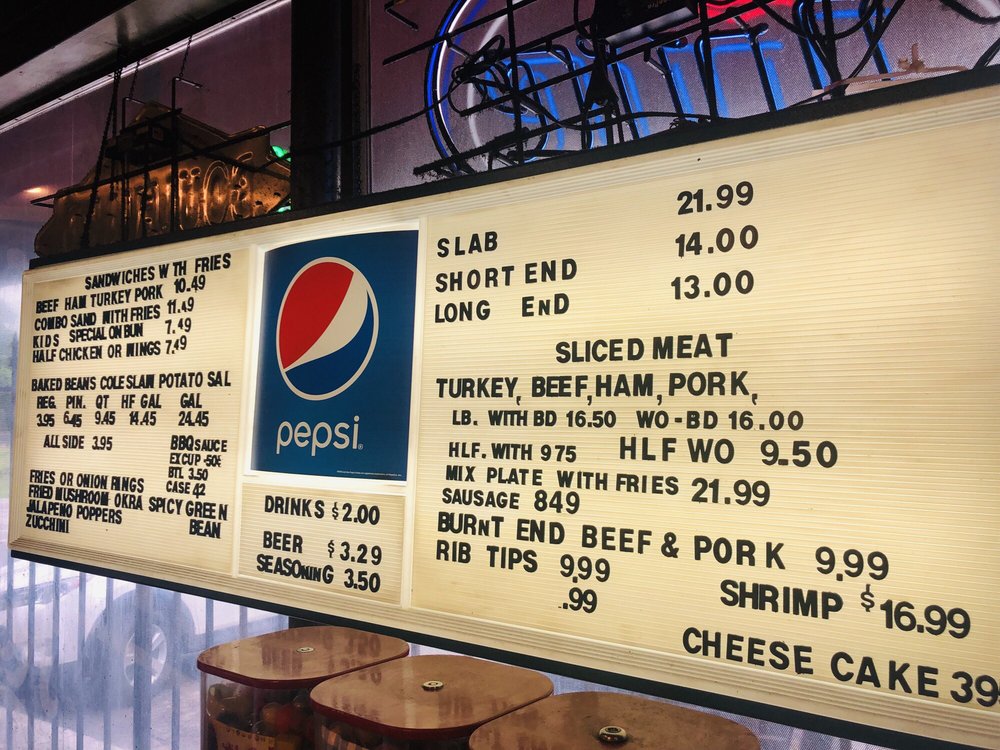 SANDWICHES W TH FRIES
BEEF HAM TURKEY PORK 10.49
COMBO SAND WITH FRIES 11.49
KIDS SPECIAL ON BUN 7.49
HALF CHICKEN OR WINGS 7.49
BAKED BEANS COLE SLAW POTATO SAL
REG. PIN. QT HF GAL GAL
3.95 6.45 9.45 14.45 24.45
ALL SIDE 3.95
BBQ SAUCE
EX CUP .50¢
BTL 3.50
CASE 42
FRIES OR ONION RINGS
FRIED MUSHROOM OKRA SPICY GREEN
JALAPENO POPPERS BEAN
ZUCCHINI
pepsi
DRINKS $2.00
BEER $3.29
SEASONING 3.50
21.99
SLAB 14.00
SHORT END 13.00
LONG EnD
SLICED MEAT
TURKEY, BEEF, HAM, PORK,
LB. WITH BD 16.50 WO-BD 16.00
HLF. WITH 975 HLF WO 9.50
MIX PLATE WITH FRIES 21.99
SAUSAGE 849
BURnT END BEEF & PORK 9.99
RIB TIPS 9.99
.99
SHRIMP $16.99
CHEESE CAKE 39